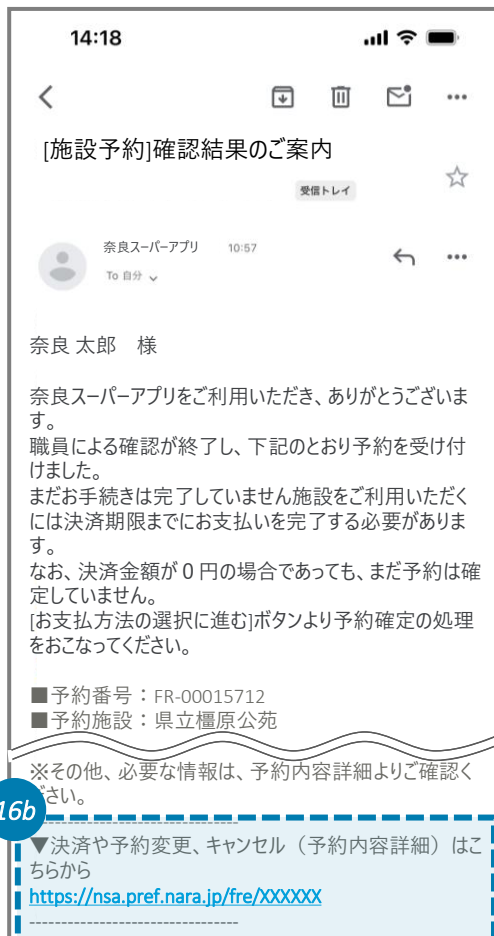 14:18
[施設予約]確認結果のご案内
受信トレイ
奈良スーパーアプリ 10:57
To 自分
奈良 太郎　様
奈良スーパーアプリをご利用いただき、ありがとうございま
す。
職員による確認が終了し、下記のとおり予約を受け付
けました。
まだお手続きは完了していません施設をご利用いただく
には決済期限までにお支払いを完了する必要がありま
す。
なお、決済金額が０円の場合であっても、まだ予約は確
定していません。
[お支払方法の選択に進む]ボタンより予約確定の処理
をおこなってください。
■予約番号：FR-00015712
■予約施設：県立橿原公苑
※その他、必要な情報は、予約内容詳細よりご確認く
ださい。
16b
---------------------------------
▼決済や予約変更、キャンセル（予約内容詳細）はこ
ちらから
https://nsa.pref.nara.jp/fre/XXXXXX
---------------------------------